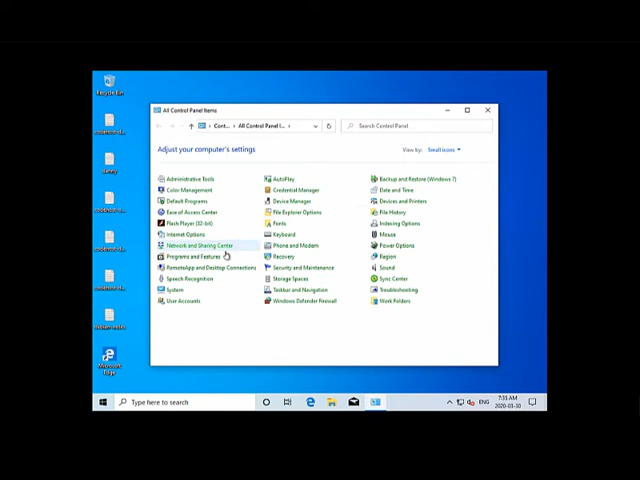 Recycle Bin
All Control Panel Items
Cont... All Control Panel I...
Search Control Panel
Adjust your computer's settings
View by: Small icons
Administrative Tools
AutoPlay
Backup and Restore (Windows 7)
Color Management
Credential Manager
Date and Time
Default Programs
Device Manager
Devices and Printers
Ease of Access Center
File Explorer Options
File History
Flash Player (32-bit)
Fonts
Indexing Options
Internet Options
Keyboard
Mouse
Network and Sharing Center
Phone and Modem
Power Options
Programs and Features
Recovery
Region
RemoteApp and Desktop Connections
Security and Maintenance
Sound
Speech Recognition
Storage Spaces
Sync Center
System
Taskbar and Navigation
Troubleshooting
User Accounts
Windows Defender Firewall
Work Folders
Microsoft
Edge
Type here to search
ENG
7:35 AM
2020-03-10